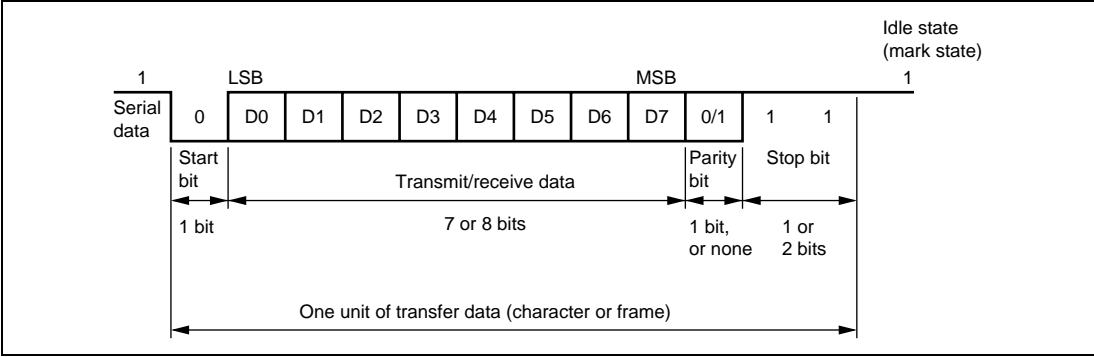 Idle state
(mark state)
1 LSB MSB 1
Serial
data
0 D0 D1 D2 D3 D4 D5 D6 D7 0/1 1 1
Start
bit
Transmit/receive data
Parity
bit
Stop bit
1 bit
7 or 8 bits
1 bit,
or none
1 or
2 bits
One unit of transfer data (character or frame)